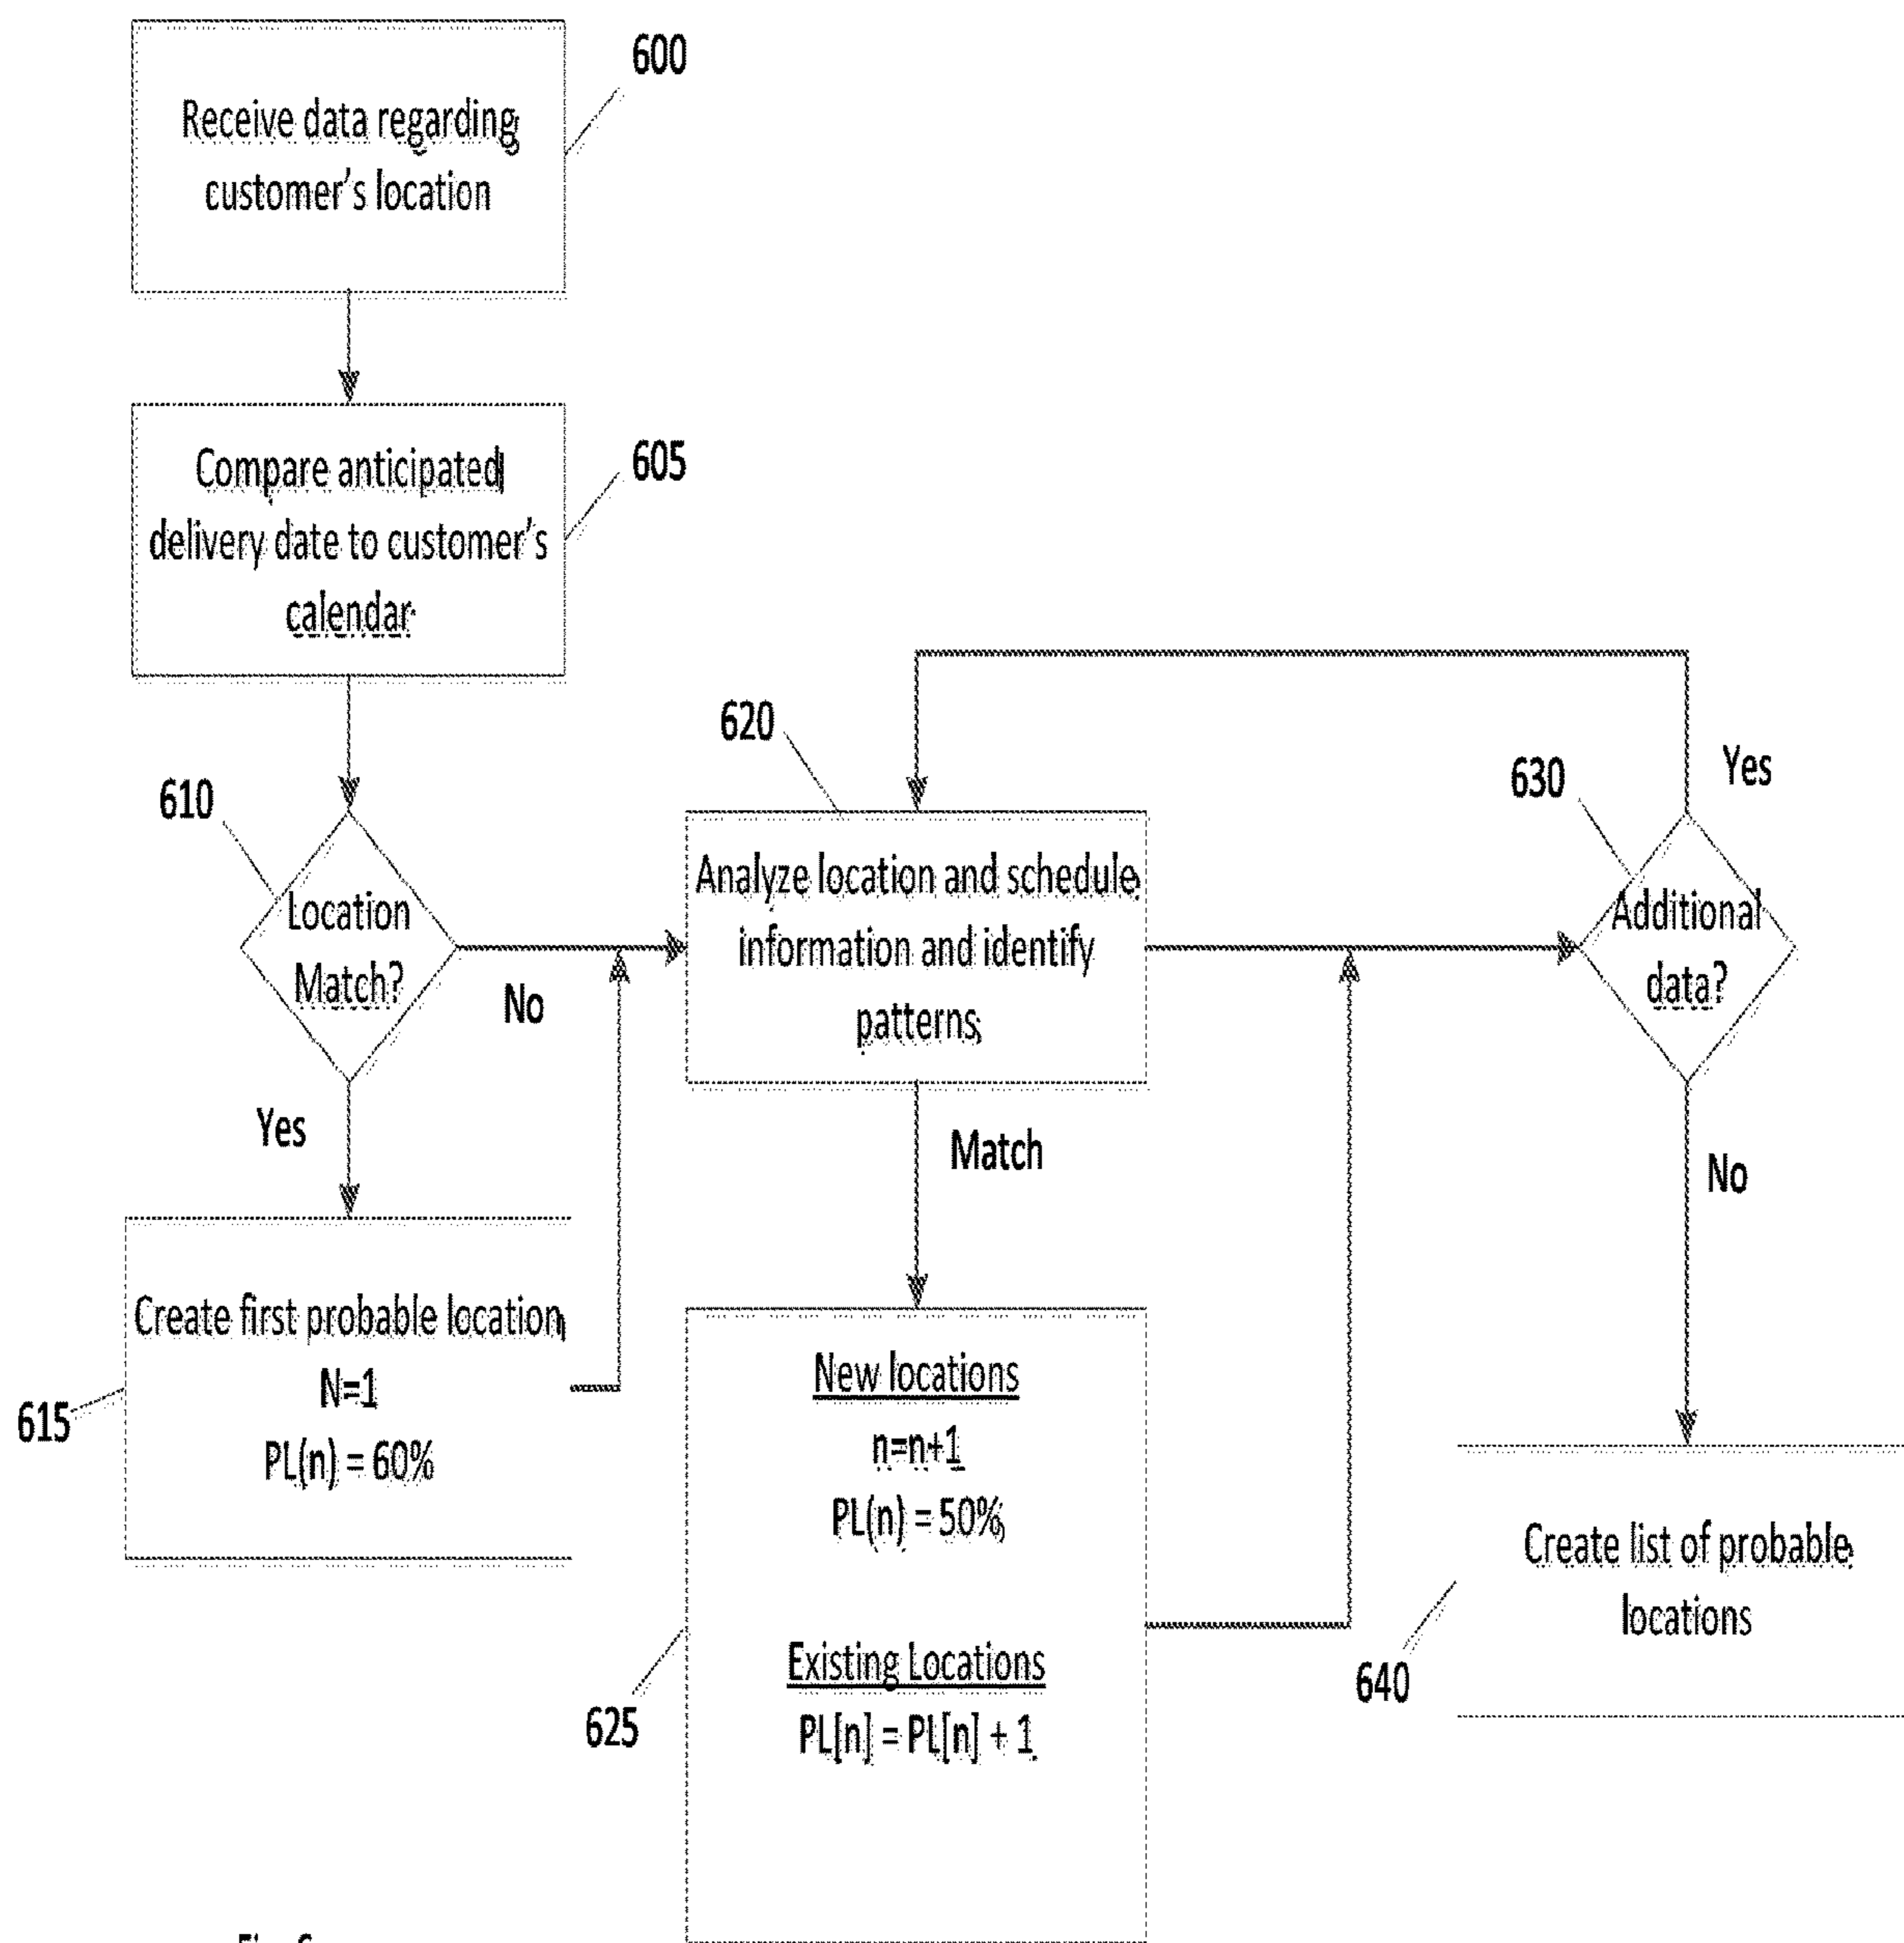 600
Receive data regarding
customer's location
605
Compare anticipated
delivery date to customer's
calendar
610
Location
Match?
No
Yes
615
Create first probable location
N=1
PL(n) = 60%
620
Analyze location and schedule
information and identify
patterns
Match
625
New locations
n=n+1
PL(n) = 50%
Existing Locations
PL[n] = PL[n] + 1
630
Additional
data?
Yes
No
640
Create list of probable
locations